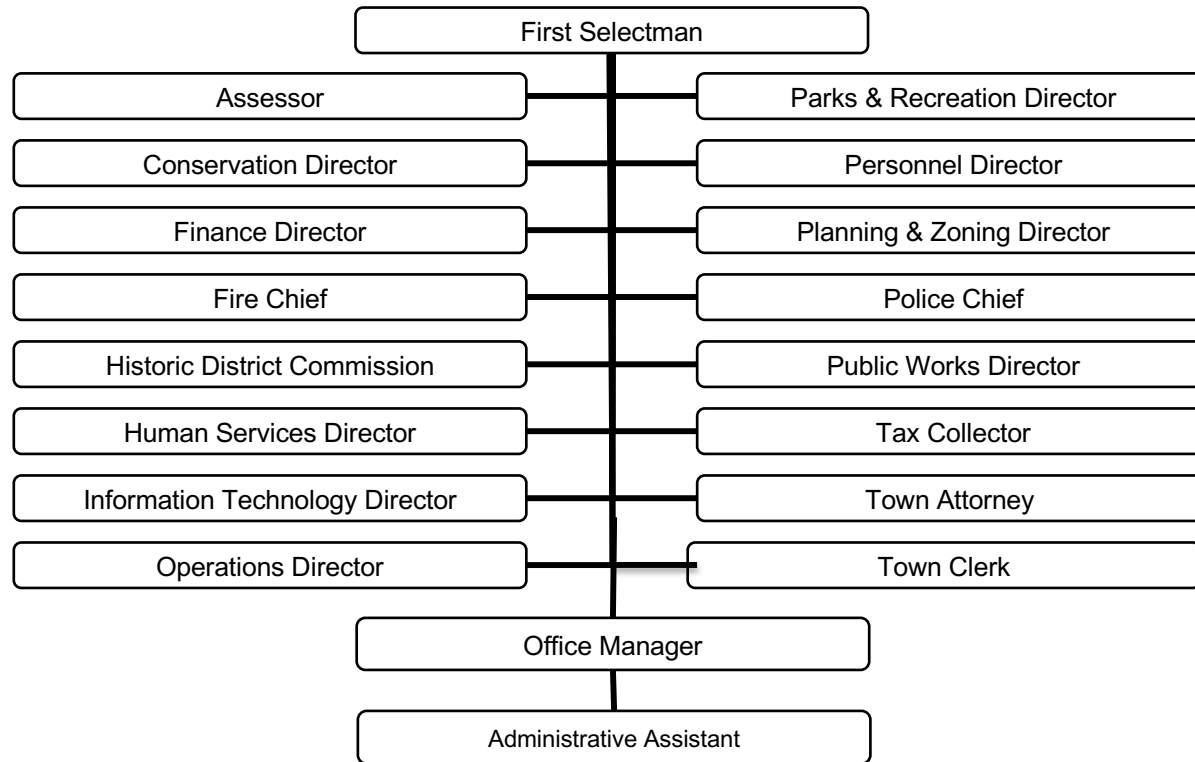 First Selectman
Assessor
Parks & Recreation Director
Conservation Director
Personnel Director
Finance Director
Planning & Zoning Director
Fire Chief
Police Chief
Historic District Commission
Public Works Director
Human Services Director
Tax Collector
Information Technology Director
Town Attorney
Operations Director
Town Clerk
Office Manager
Administrative Assistant